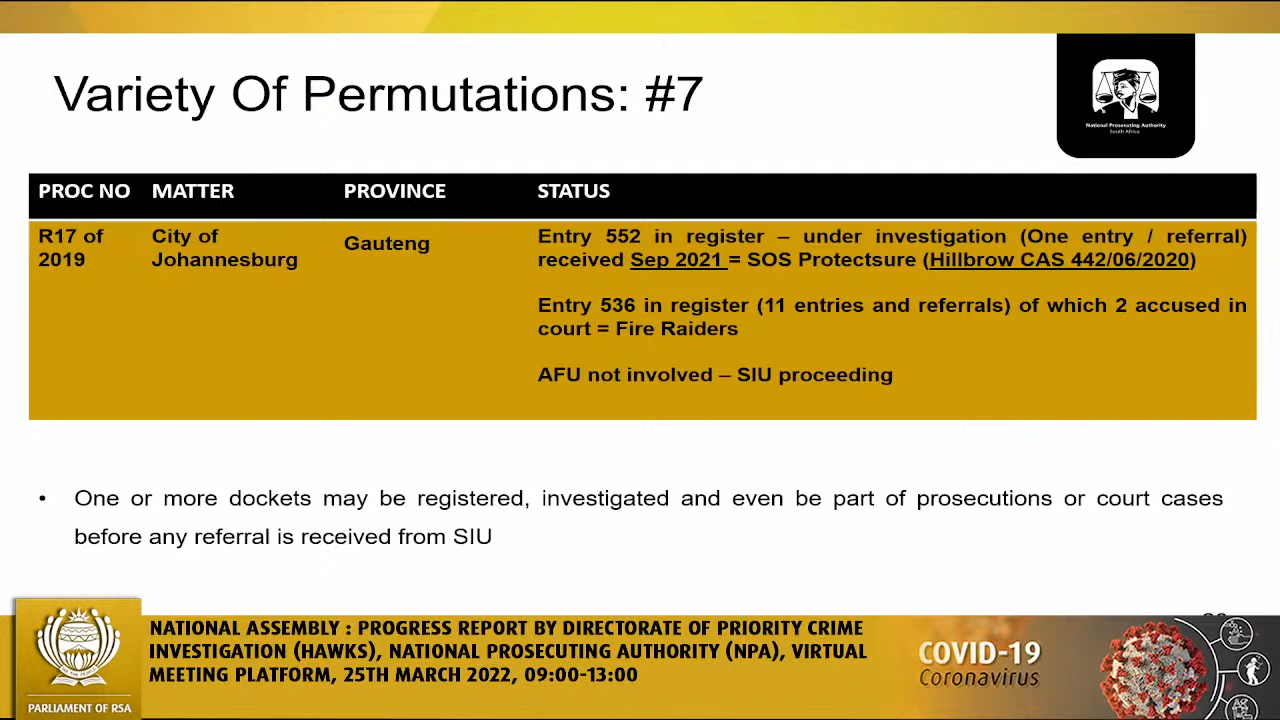 Variety Of Permutations: #7
National Prosecuting Authority
South Africa
PROC NO MATTER PROVINCE STATUS
R17 of 2019
City of Johannesburg
Gauteng
Entry 552 in register – under investigation (One entry / referral)
received Sep 2021 = SOS Protectsure (Hillbrow CAS 442/06/2020)
Entry 536 in register (11 entries and referrals) of which 2 accused in
court = Fire Raiders
AFU not involved – SIU proceeding
• One or more dockets may be registered, investigated and even be part of prosecutions or court cases
before any referral is received from SIU
NATIONAL ASSEMBLY : PROGRESS REPORT BY DIRECTORATE OF PRIORITY CRIME
INVESTIGATION (HAWKS), NATIONAL PROSECUTING AUTHORITY (NPA), VIRTUAL
MEETING PLATFORM, 25TH MARCH 2022, 09:00-13:00
COVID-19
Coronavirus
PARLIAMENT OF RSA